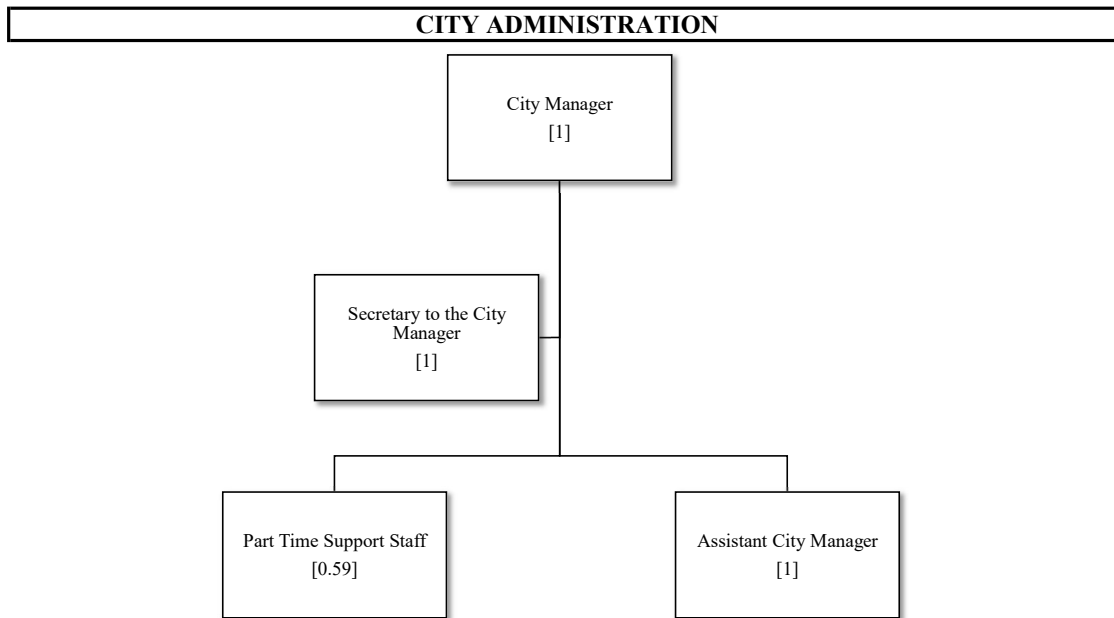 CITY ADMINISTRATION
City Manager
[1]
Secretary to the City
Manager
[1]
Part Time Support Staff
[0.59]
Assistant City Manager
[1]